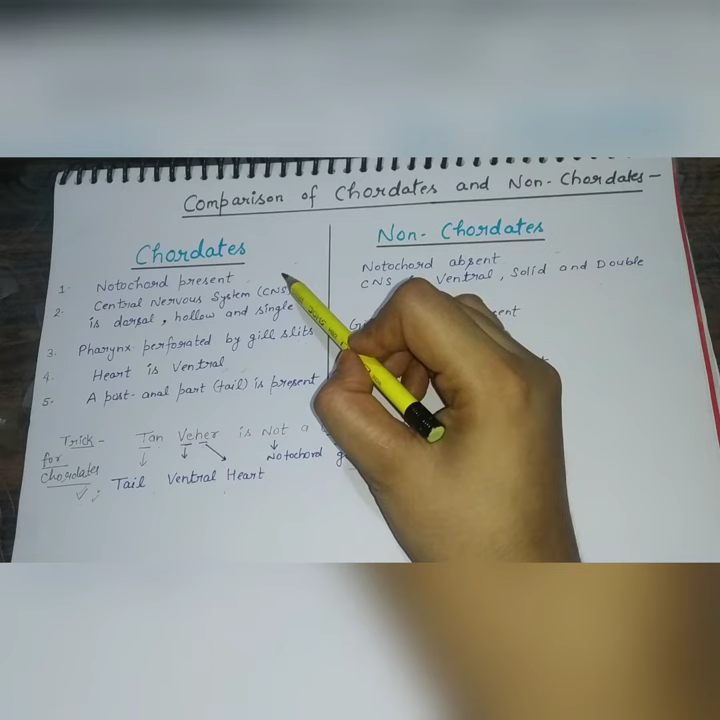 Comparison of Chordates and Non-Chordates-
Chordates
1. Notochord present
2. Central Nervous System (CNS)
is darsal, hollow and single
3. Pharynx perforated by gill slits
4. Heart is Ventral
5. A post-anal part (tail) is present
Non-Chordates
Notochord absent
CNS Ventral, Solid and Double
Trick - Tan Veher is Not a
for
Chordates
Notochord
Tail Ventral Heart